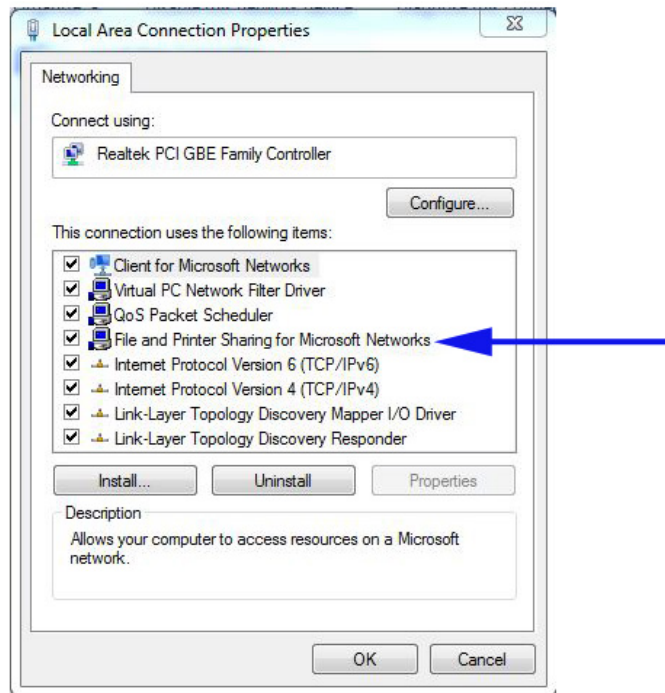 Local Area Connection Properties
Networking
Connect using:
Realtek PCI GBE Family Controller
Configure...
This connection uses the following items:
Client for Microsoft Networks
Virtual PC Network Filter Driver
QoS Packet Scheduler
File and Printer Sharing for Microsoft Networks
Internet Protocol Version 6 (TCP/IPv6)
Internet Protocol Version 4 (TCP/IPv4)
Link-Layer Topology Discovery Mapper I/O Driver
Link-Layer Topology Discovery Responder
Install...
Uninstall
Properties
Description
Allows your computer to access resources on a Microsoft
network.
OK
Cancel